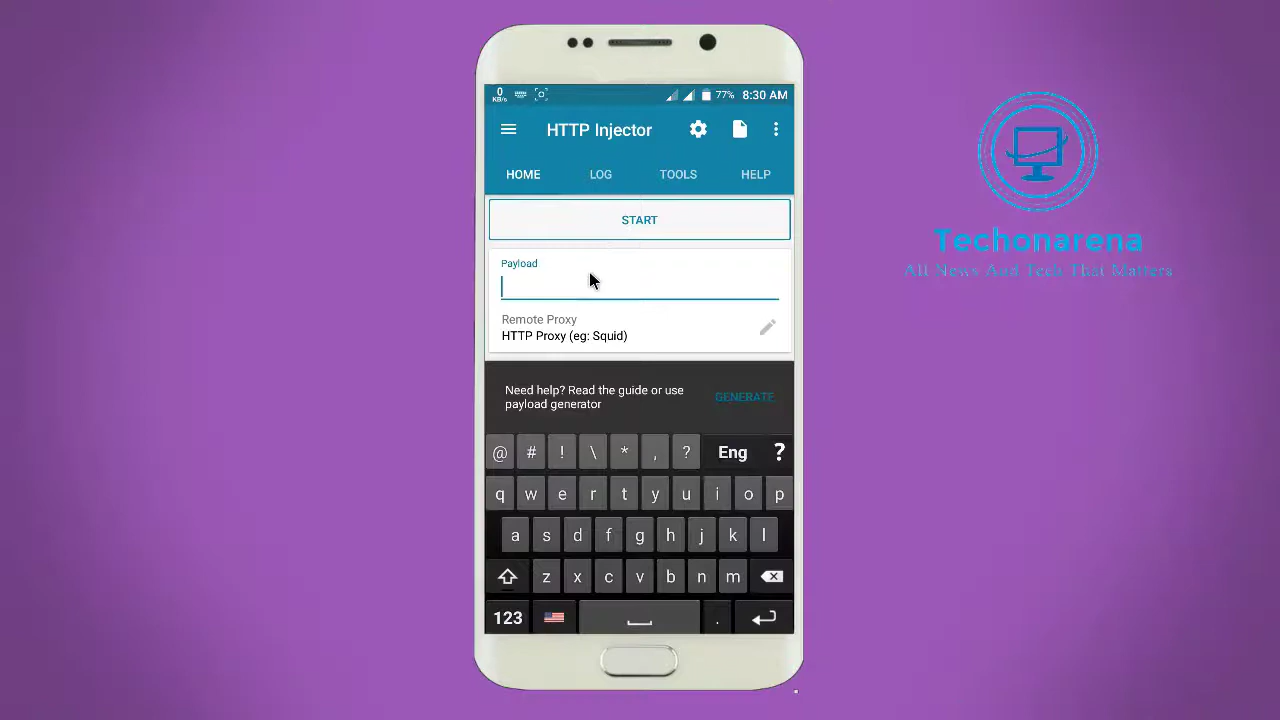 0
KB/s
77%
8:30 AM
HTTP Injector
HOME
LOG
TOOLS
HELP
START
Payload
Remote Proxy
HTTP Proxy (eg: Squid)
Need help? Read the guide or use
payload generator
GENERATE
@ # ! \ * , ?
Eng ?
q w e r t y u i o p
a s d f g h j k l
z x c v b n m
123
.
Techonarena
All News And Tech That Matters